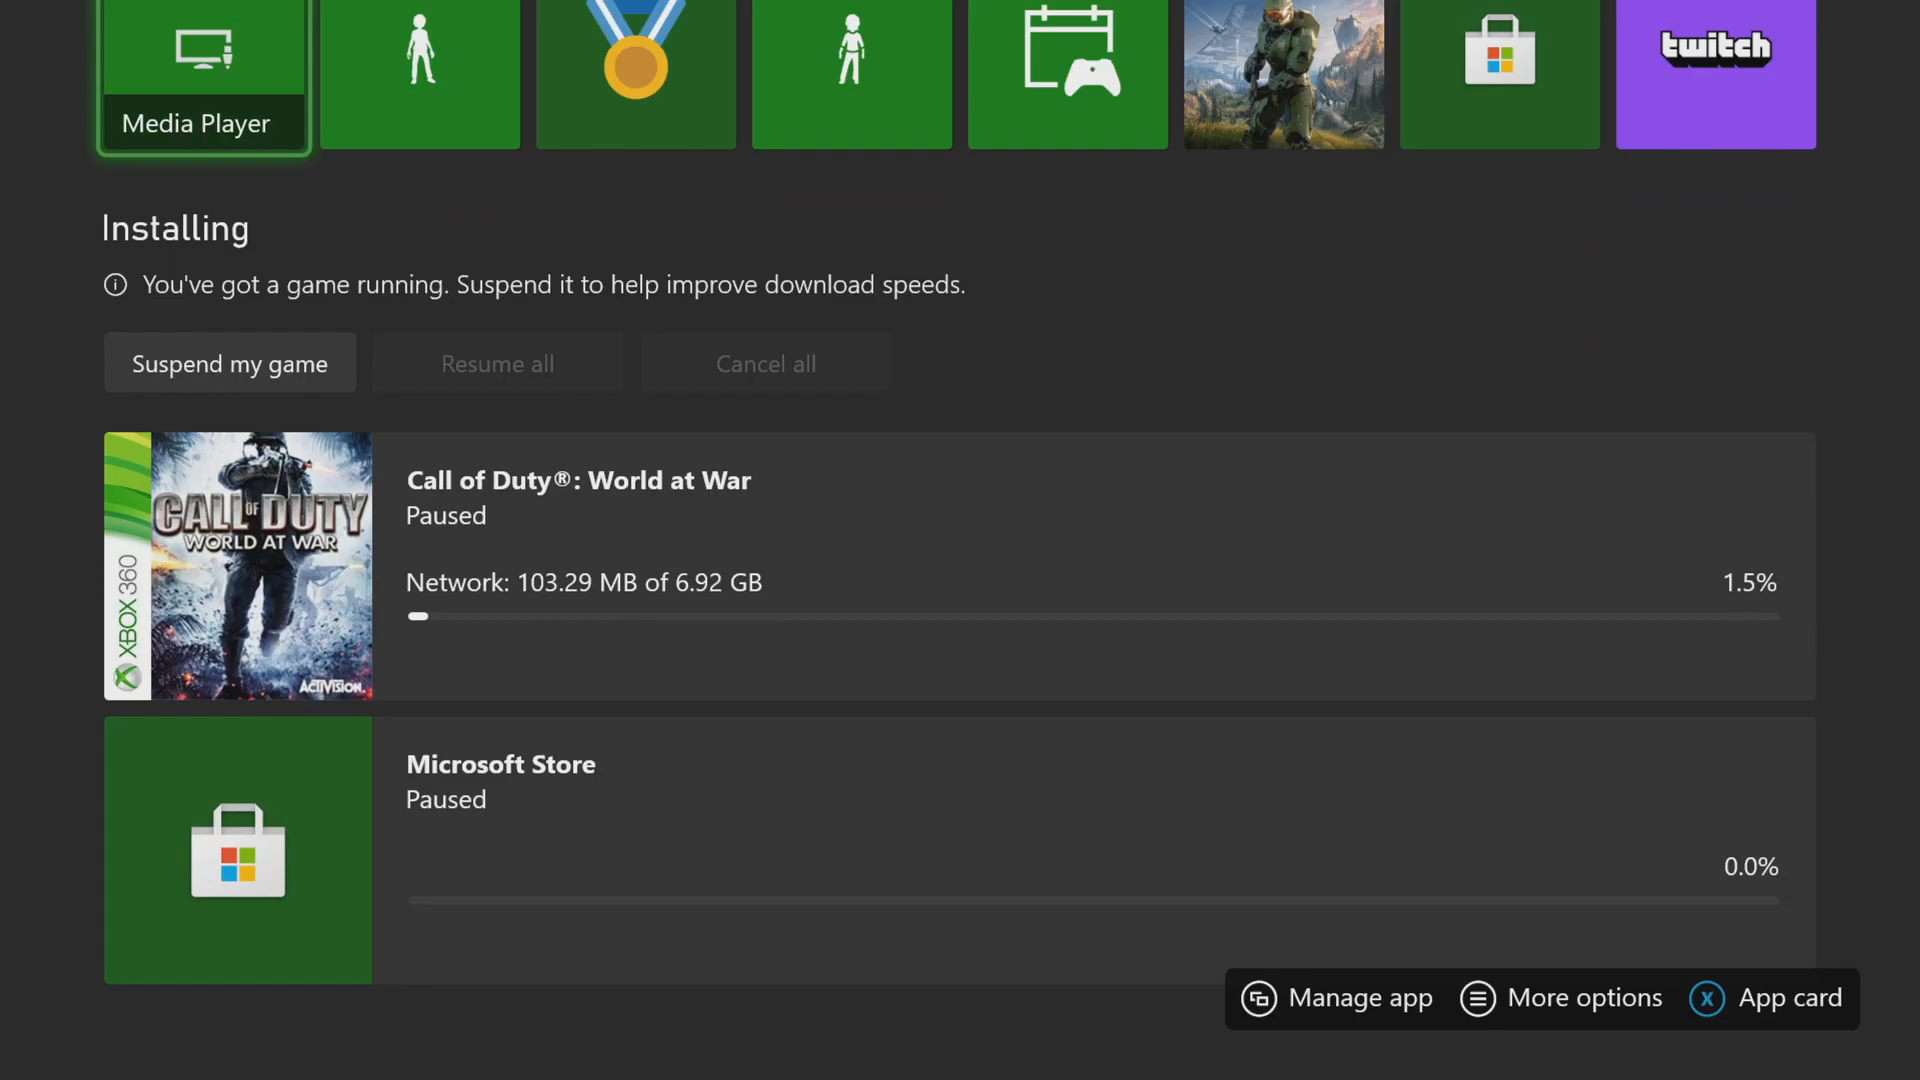 twitch
Media Player
Installing
You've got a game running. Suspend it to help improve download speeds.
Suspend my game
Resume all
Cancel all
XBOX 360
CALL OF DUTY
WORLD AT WAR
ACTIVISION.
Call of Duty®: World at War
Paused
Network: 103.29 MB of 6.92 GB
1.5%
Microsoft Store
Paused
0.0%
Manage app
More options
X
App card